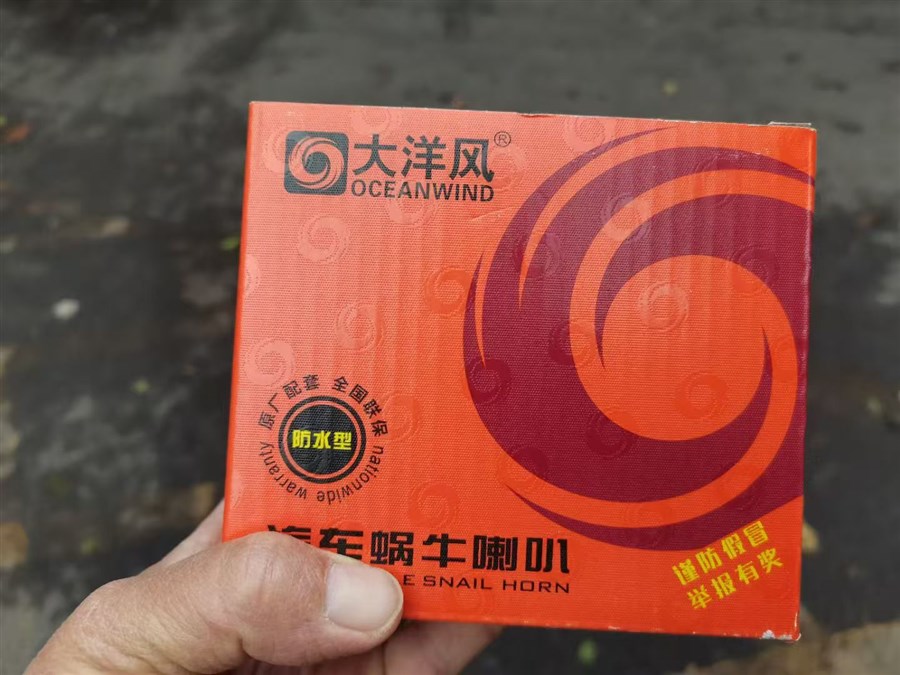 大洋风®
OCEANWIND
原厂配套 全国联保
nationwide warranty
防水型
车蜗牛喇叭
E SNAIL HORN
谨防假冒
举报有奖